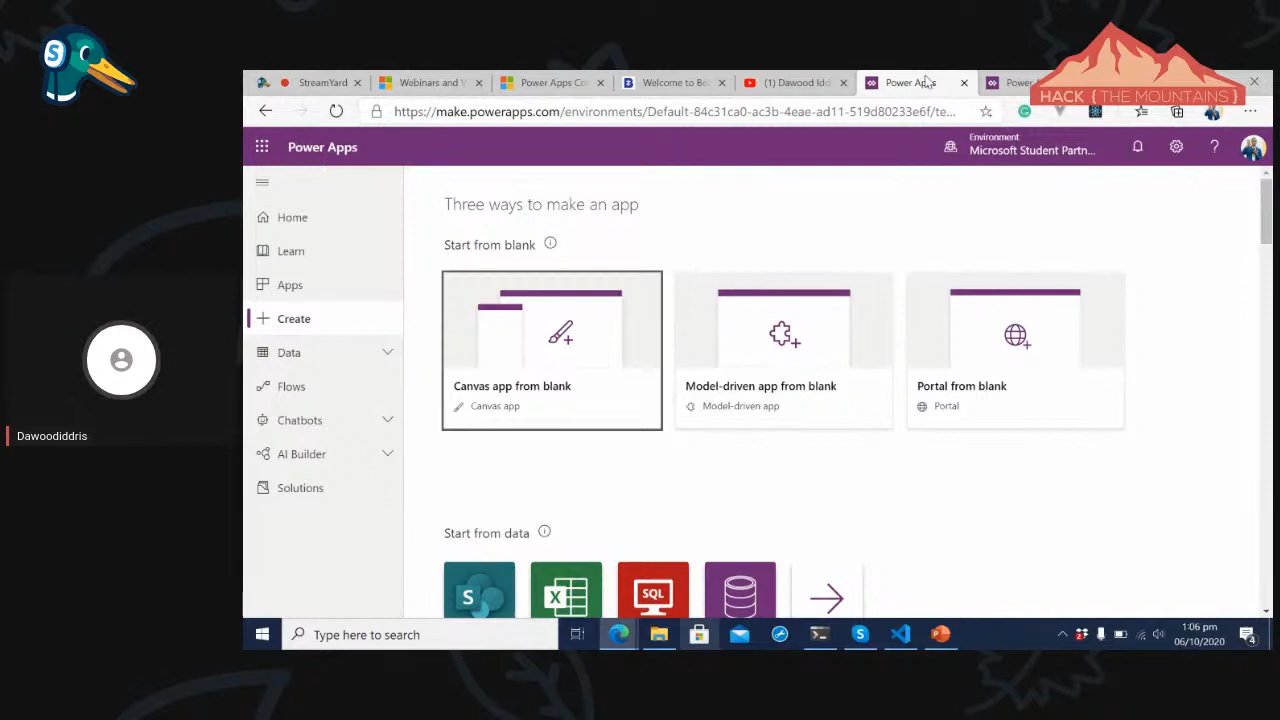 S
HACK {THE MOUNTAINS}
StreamYard
Webinars and Y
Power Apps Co
Welcome to Be
(1) Dawood Idd
Power Apps
Pow
https://make.powerapps.com/environments/Default-84c31ca0-ac3b-4eae-ad11-519d80233e6f/te...
Power Apps
Environment
Microsoft Student Partn...
Home
Learn
Apps
Create
Data
Flows
Chatbots
AI Builder
Solutions
Three ways to make an app
Start from blank
Canvas app from blank
Canvas app
Model-driven app from blank
Model-driven app
Portal from blank
Portal
Start from data
S
X
SQL
Dawoodiddris
Type here to search
1:06 pm
06/10/2020
4